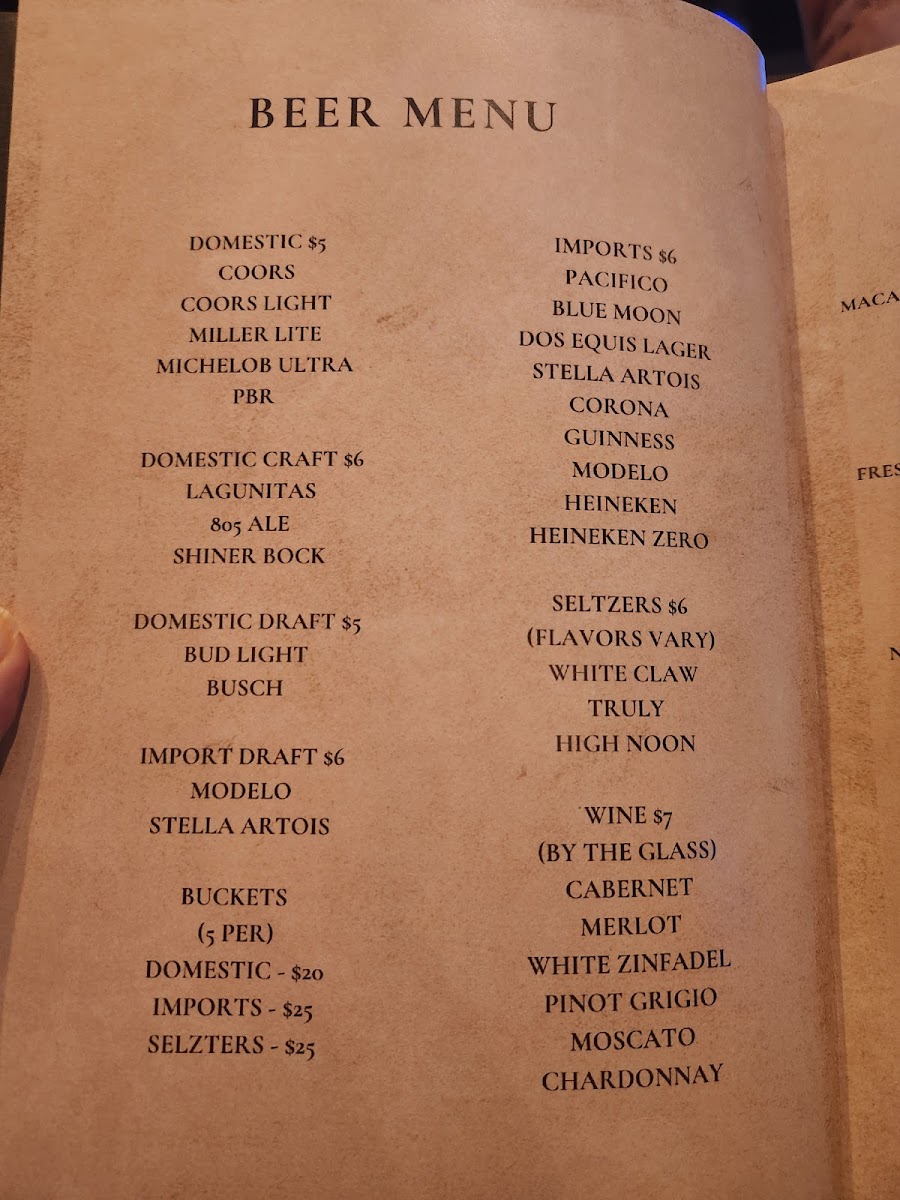 BEER MENU
DOMESTIC $5
COORS
COORS LIGHT
MILLER LITE
MICHELOB ULTRA
PBR
DOMESTIC CRAFT $6
LAGUNITAS
805 ALE
SHINER BOCK
DOMESTIC DRAFT $5
BUD LIGHT
BUSCH
IMPORT DRAFT $6
MODELO
STELLA ARTOIS
BUCKETS
(5 PER)
DOMESTIC - $20
IMPORTS - $25
SELZTERS - $25
IMPORTS $6
PACIFICO
BLUE MOON
DOS EQUIS LAGER
STELLA ARTOIS
CORONA
GUINNESS
MODELO
HEINEKEN
HEINEKEN ZERO
SELTZERS $6
(FLAVORS VARY)
WHITE CLAW
TRULY
HIGH NOON
WINE $7
(BY THE GLASS)
CABERNET
MERLOT
WHITE ZINFADEL
PINOT GRIGIO
MOSCATO
CHARDONNAY